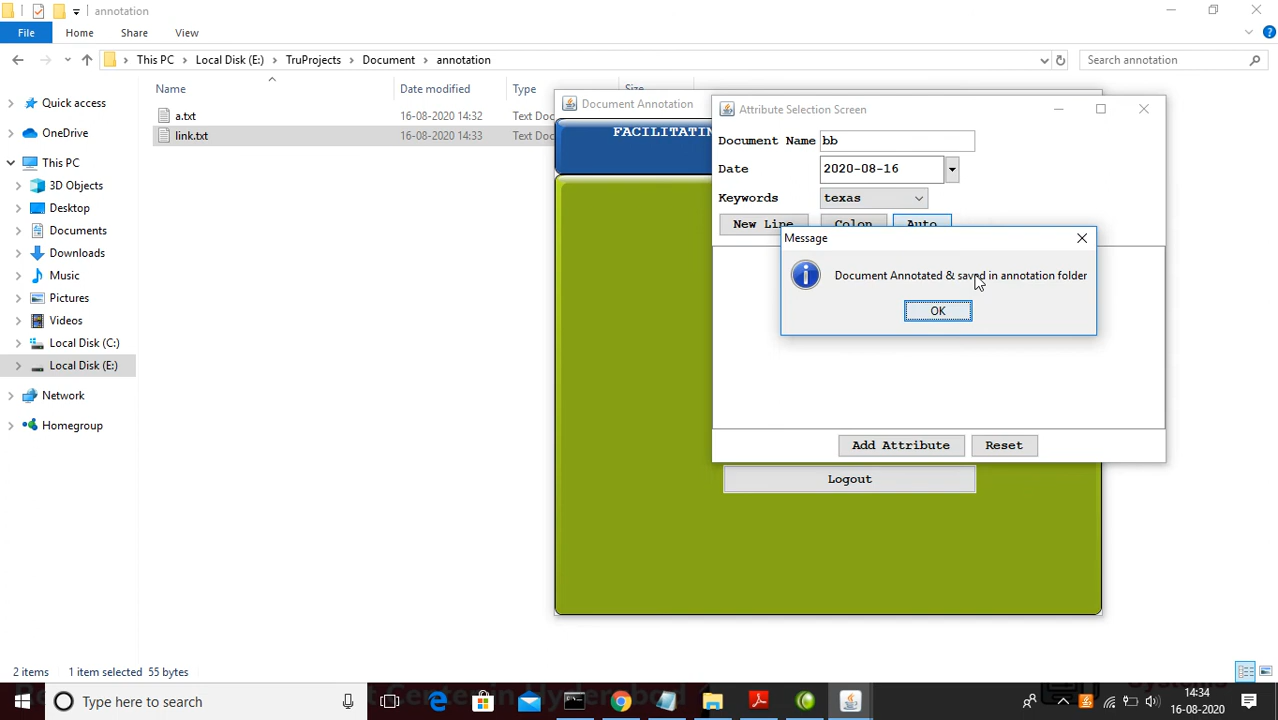 annotation
File
Home
Share
View
This PC
Local Disk (E:)
TruProjects
Document
annotation
Search annotation
Name
Date modified
Type
Size
a.txt
16-08-2020 14:32
Text Doc
link.txt
16-08-2020 14:33
Text Doc
Quick access
OneDrive
This PC
3D Objects
Desktop
Documents
Downloads
Music
Pictures
Videos
Local Disk (C:)
Local Disk (E:)
Network
Homegroup
Document Annotation
FACILITATIN
Attribute Selection Screen
Document Name bb
Date 2020-08-16
Keywords texas
New Line Colon Auto
Message
Document Annotated & saved in annotation folder
OK
Add Attribute Reset
Logout
2 items 1 item selected 55 bytes
Type here to search
14:34
16-08-2020